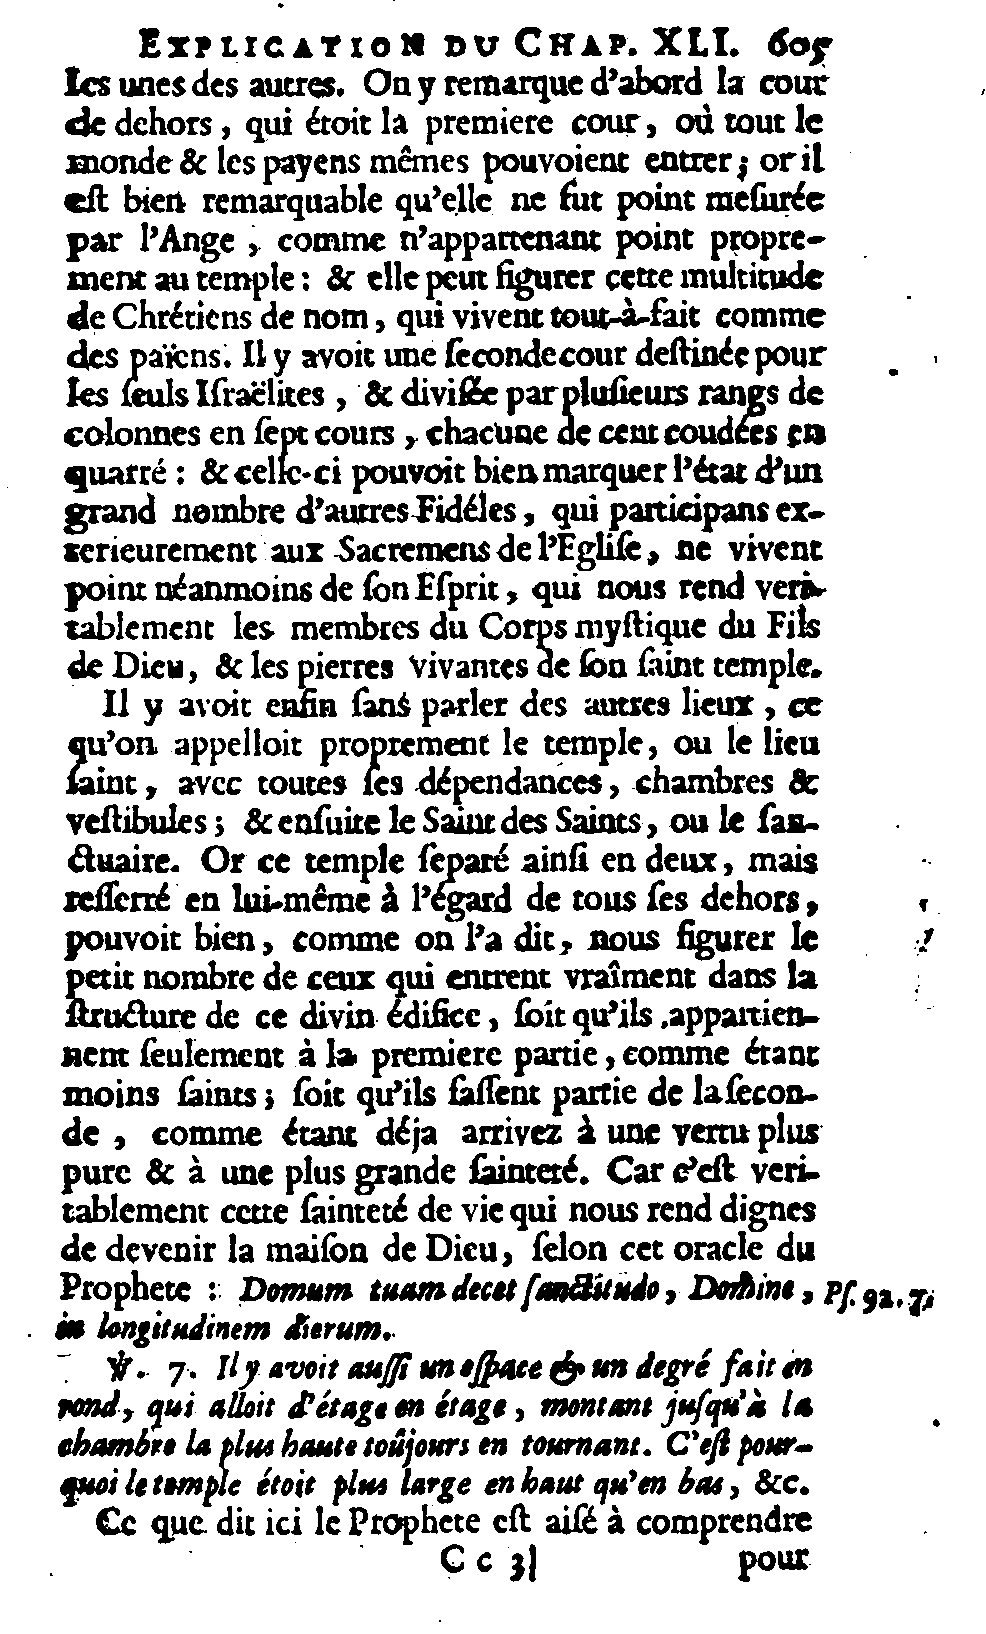 EXPLICATION DU CHAP. XLI. 605
les unes des autres. On y remarque d'abord la cour
de dehors, qui étoit la premiere cour, où tout le
monde & les payens mêmes pouvoient entrer; or il
eſt bien remarquable qu'elle ne fut point meſurée
par l'Ange, comme n'appartenant point propre-
ment au temple: & elle peut figurer cette multitude
de Chrétiens de nom, qui vivent tout-à-fait comme
des païens. Il y avoit une ſeconde cour deſtinée pour
les ſeuls Iſraëlites, & diviſée par pluſieurs rangs de
colonnes en ſept cours, chacune de cent coudées en
quarré: & celle-ci pouvoit bien marquer l'état d'un
grand nombre d'autres Fidéles, qui participans ex-
terieurement aux Sacremens de l'Egliſe, ne vivent
point néanmoins de ſon Eſprit, qui nous rend veri-
tablement les membres du Corps myſtique du Fils
de Dieu, & les pierres vivantes de ſon ſaint temple.
Il y avoit enfin ſans parler des autres lieux, ce
qu'on appelloit proprement le temple, ou le lieu
ſaint, avec toutes ſes dépendances, chambres &
veſtibules; & enſuite le Saint des Saints, ou le ſan-
ctuaire. Or ce temple ſeparé ainſi en deux, mais
reſſerré en lui-même à l'égard de tous ſes dehors,
pouvoit bien, comme on l'a dit, nous figurer le
petit nombre de ceux qui entrent vraîment dans la
ſtructure de ce divin édifice, ſoit qu'ils appartien-
nent ſeulement à la premiere partie, comme étant
moins ſaints; ſoit qu'ils faſſent partie de la ſecon-
de, comme étant déja arrivez à une vertu plus
pure & à une plus grande ſainteté. Car c'eſt veri-
tablement cette ſainteté de vie qui nous rend dignes
de devenir la maiſon de Dieu, ſelon cet oracle du
Prophete: Domum tuam decet ſanctitudo, Domine, Pſ. 92. 7.
in longitudinem dierum.
℣. 7. Il y avoit auſſi un eſpace & un degré fait en
rond, qui alloit d'étage en étage, montant juſqu'à la
chambre la plus haute toûjours en tournant. C'eſt pour-
quoi le temple étoit plus large en haut qu'en bas, &c.
Ce que dit ici le Prophete eſt aiſé à comprendre
C c 3 pour